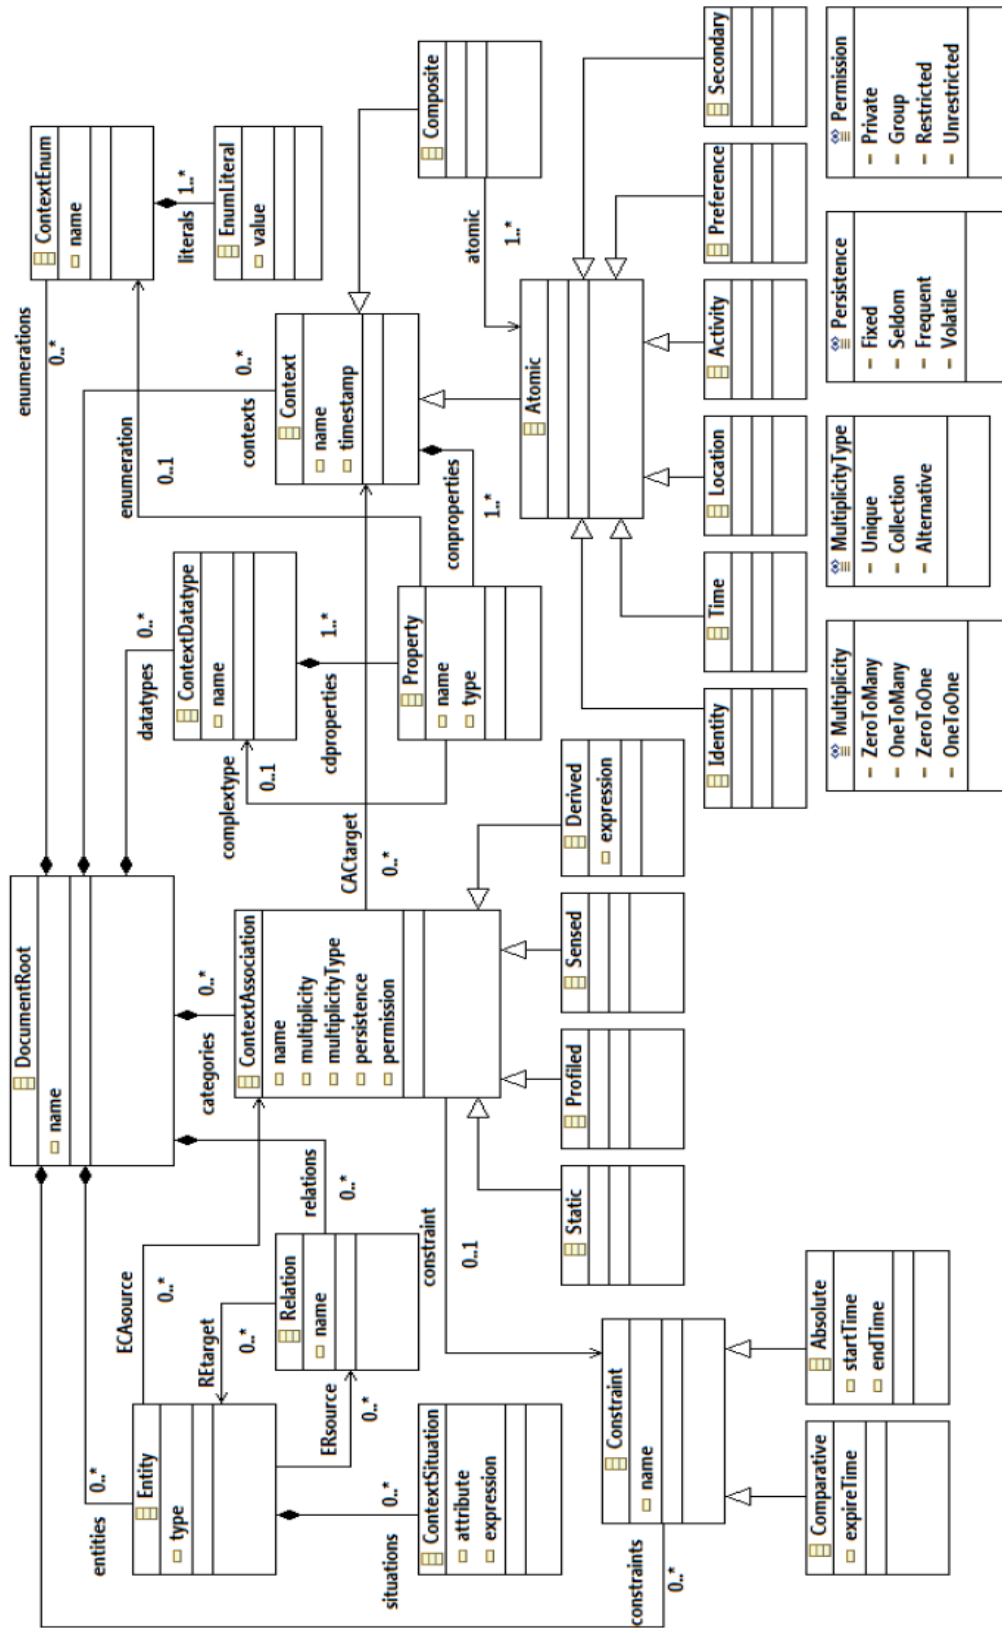 DocumentRoot
name
entities
0..*
ECAsource
0..*
categories
0..*
relations
0..*
datatypes
0..*
contexts
0..*
enumerations
0..*
constraints
0..*
Entity
type
REtarget
0..*
ERsource
0..*
Relation
name
situations
0..*
ContextSituation
attribute
expression
ContextAssociation
name
multiplicity
multiplicityType
persistence
permission
constraint
0..1
CACtarget
0..*
ContextDatatype
name
complextype
0..1
cdproperties
1..*
Property
name
type
enumeration
0..1
conproperties
1..*
Context
name
timestamp
ContextEnum
name
literals
1..*
EnumLiteral
value
Composite
atomic
1..*
Atomic
Constraint
name
Comparative
expireTime
Absolute
startTime
endTime
Static
Profiled
Sensed
Derived
expression
Identity
Time
Location
Activity
Preference
Secondary
Multiplicity
ZeroToMany
OneToMany
ZeroToOne
OneToOne
MultiplicityType
Unique
Collection
Alternative
Persistence
Fixed
Seldom
Frequent
Volatile
Permission
Private
Group
Restricted
Unrestricted